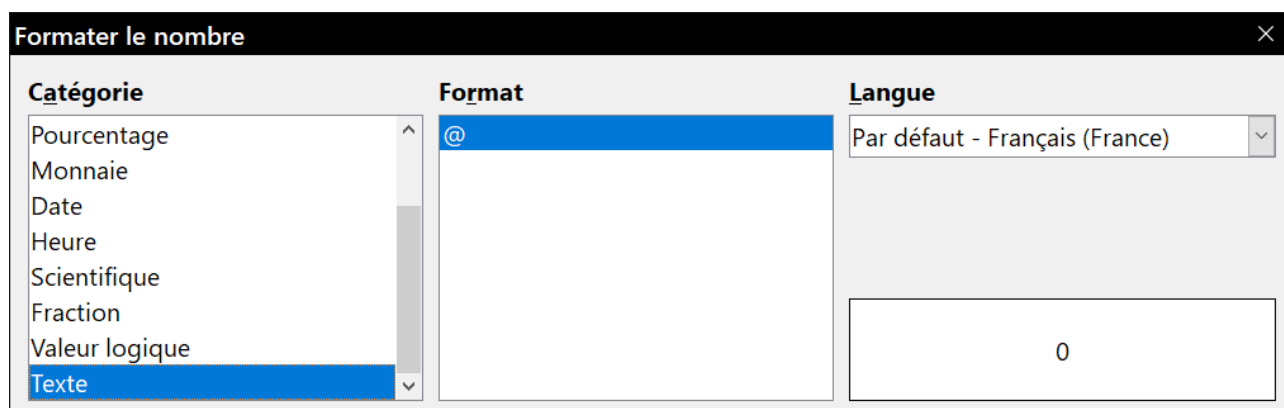 Formater le nombre
Catégorie
Format
Langue
Pourcentage
Monnaie
Date
Heure
Scientifique
Fraction
Valeur logique
Texte
@
Par défaut - Français (France)
0